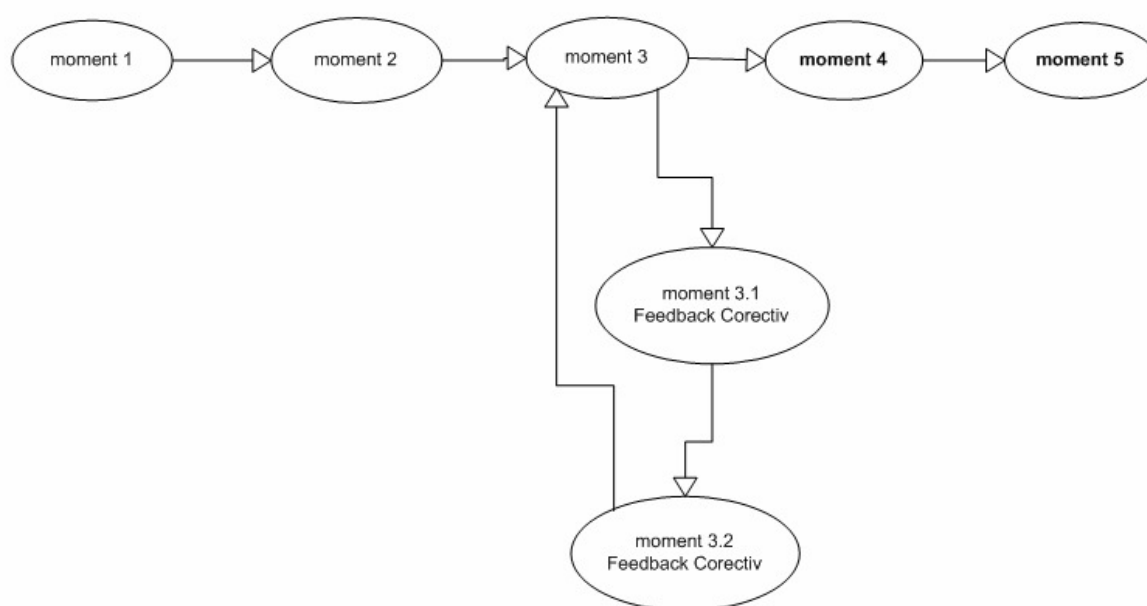 moment 1
moment 2
moment 3
moment 4
moment 5
moment 3.1
Feedback Corectiv
moment 3.2
Feedback Corectiv